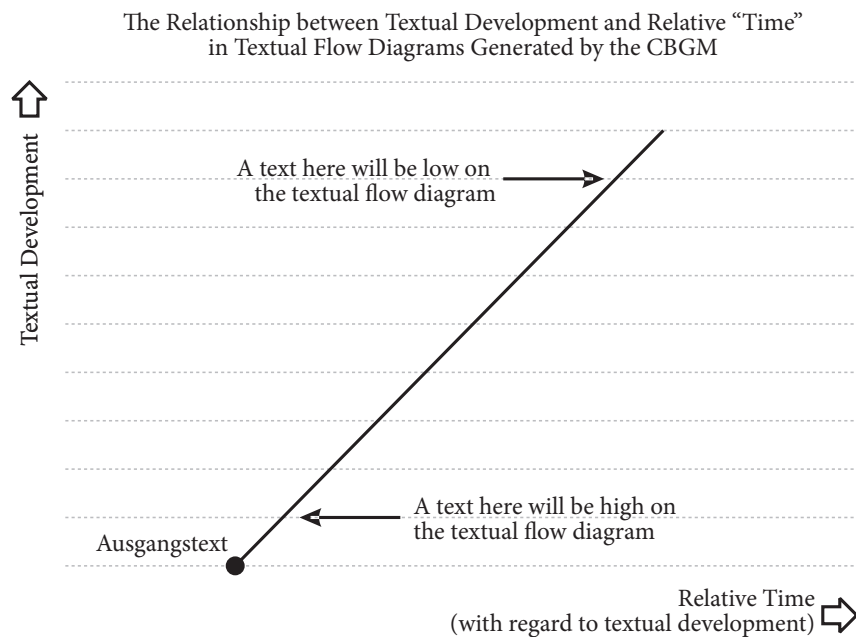 The Relationship between Textual Development and Relative “Time”
in Textual Flow Diagrams Generated by the CBGM
Textual Development
A text here will be low on
the textual flow diagram
A text here will be high on
the textual flow diagram
Ausgangstext
Relative Time
(with regard to textual development)